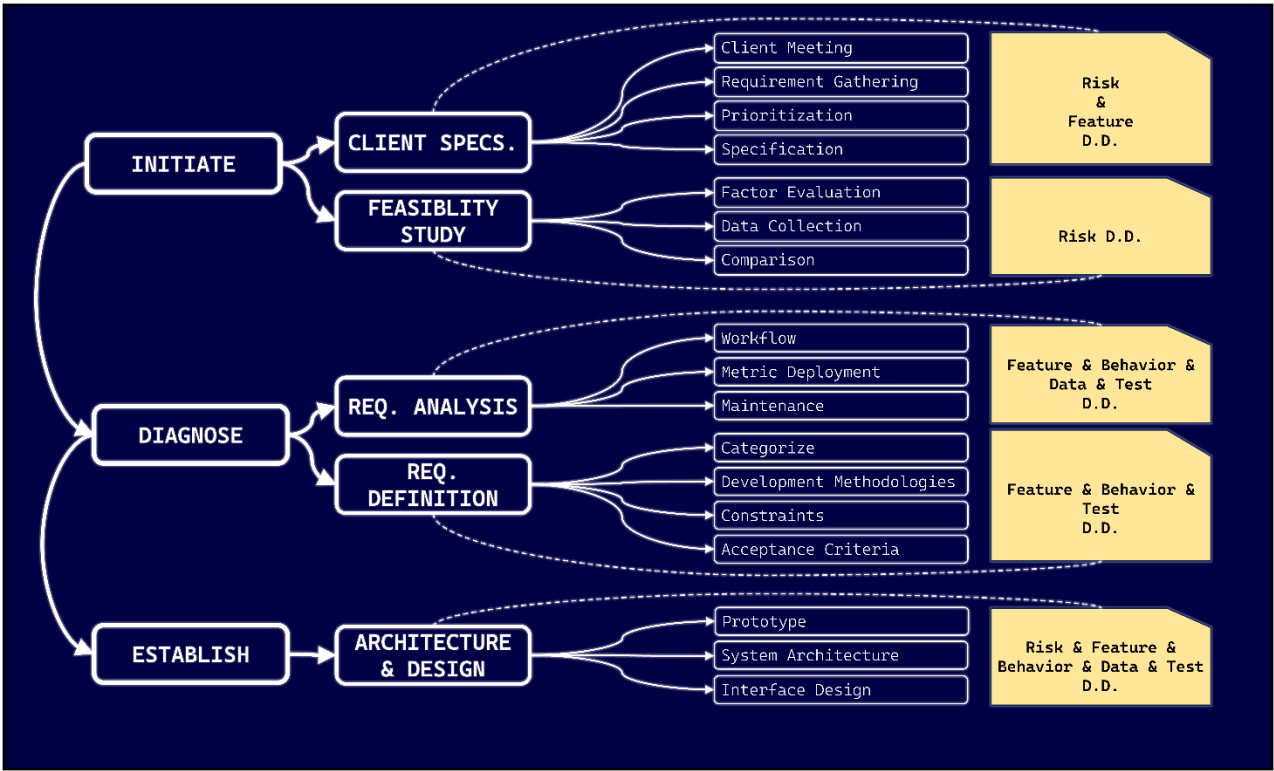 INITIATE
CLIENT SPECS.
Client Meeting
Requirement Gathering
Prioritization
Specification
Risk
&
Feature
D.D.
FEASIBLITY
STUDY
Factor Evaluation
Data Collection
Comparison
Risk D.D.
DIAGNOSE
REQ. ANALYSIS
Workflow
Metric Deployment
Maintenance
Feature & Behavior &
Data & Test
D.D.
REQ.
DEFINITION
Categorize
Development Methodologies
Constraints
Acceptance Criteria
Feature & Behavior &
Test
D.D.
ESTABLISH
ARCHITECTURE
& DESIGN
Prototype
System Architecture
Interface Design
Risk & Feature &
Behavior & Data & Test
D.D.